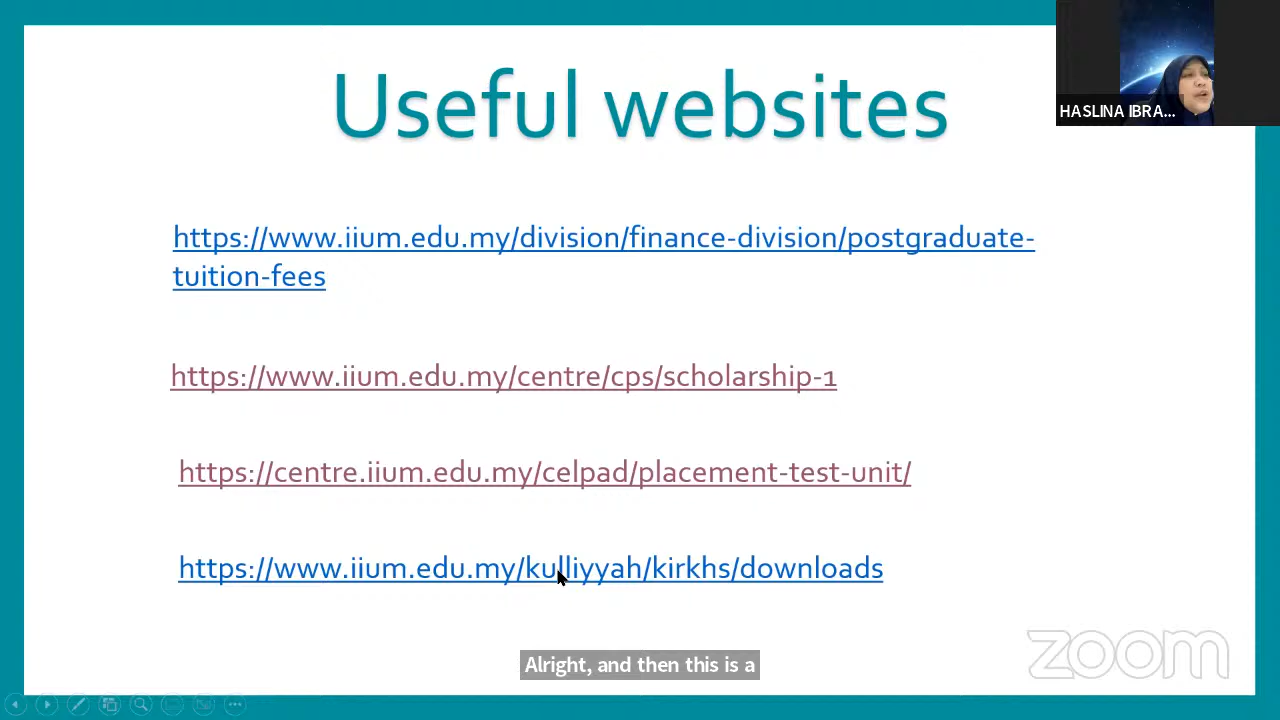 Useful websites
HASLINA IBRA...
https://www.iium.edu.my/division/finance-division/postgraduate-
tuition-fees
https://www.iium.edu.my/centre/cps/scholarship-1
https://centre.iium.edu.my/celpad/placement-test-unit/
https://www.iium.edu.my/kulliyyah/kirkhs/downloads
zoom
Alright, and then this is a